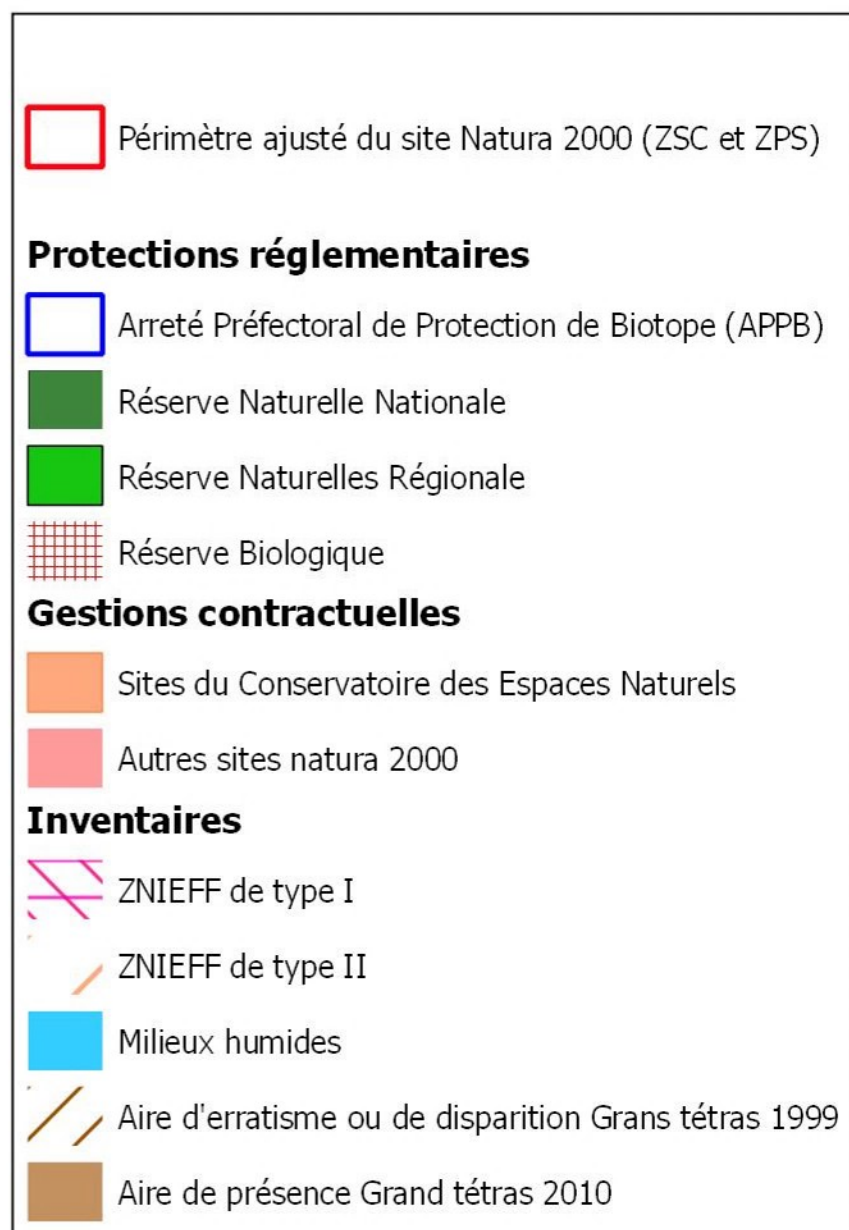 Périmètre ajusté du site Natura 2000 (ZSC et ZPS)
Protections réglementaires
Arreté Préfectoral de Protection de Biotope (APPB)
Réserve Naturelle Nationale
Réserve Naturelles Régionale
Réserve Biologique
Gestions contractuelles
Sites du Conservatoire des Espaces Naturels
Autres sites natura 2000
Inventaires
ZNIEFF de type I
ZNIEFF de type II
Milieux humides
Aire d'erratisme ou de disparition Grans tétras 1999
Aire de présence Grand tétras 2010